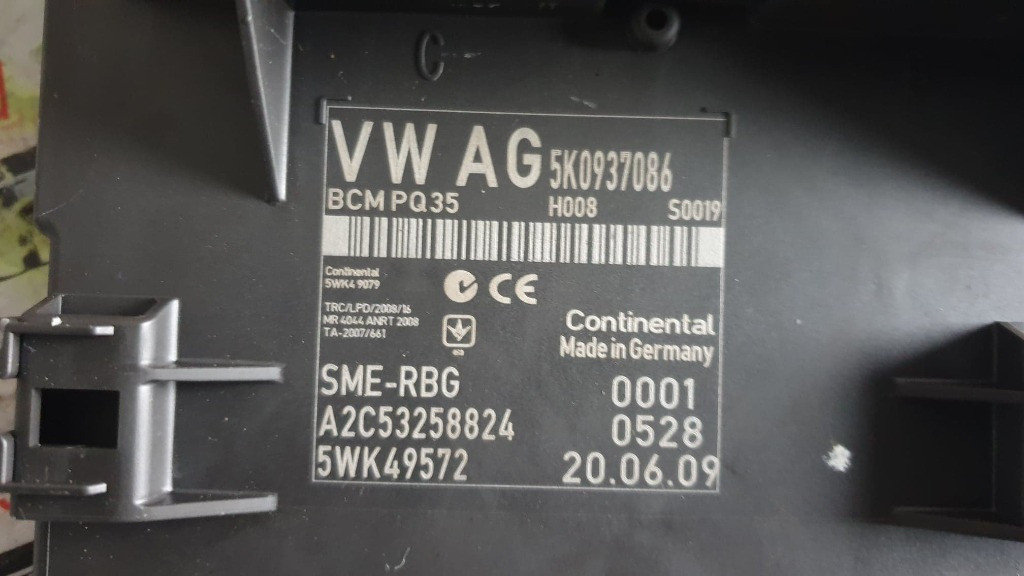 C
VW AG 5K0937086
BCM PQ35 H008 S0019
Continental
5WK4 9079
CE
TRC/LPD/2008/16
MR 4044 ANRT 2008
TA-2007/661
Continental
Made in Germany
SME-RBG 0001
A2C53258824 0528
5WK49572 20.06.09